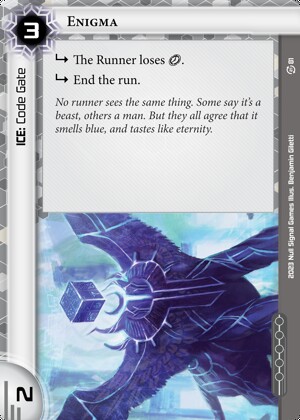 Enigma
3
ICE: Code Gate
The Runner loses
.
End the run.
No runner sees the same thing. Some say it's a
beast, others a man. But they all agree that it
smells blue, and tastes like eternity.
81
2023 Null Signal Games Illus. Benjamin Giletti
2